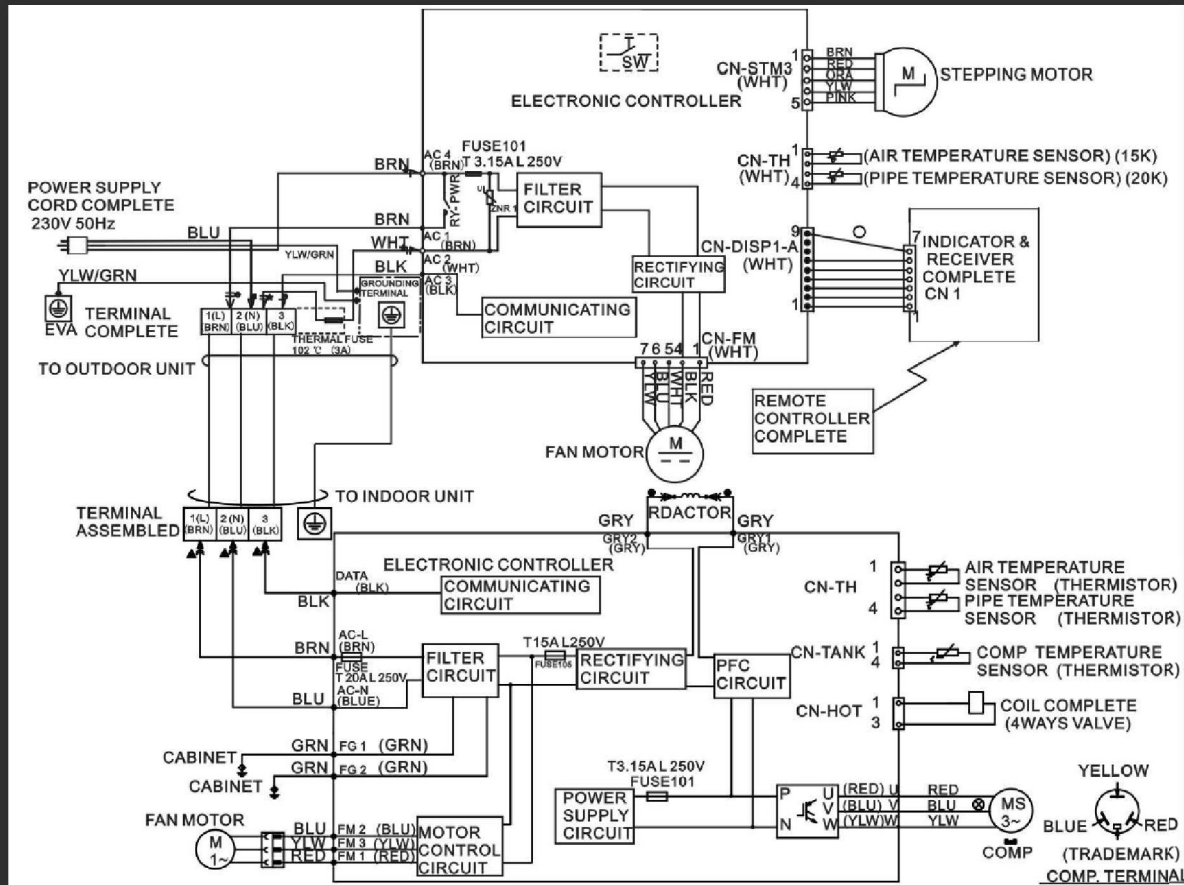 ELECTRONIC CONTROLLER
T
SW
CN-STM3
(WHT)
1
5
BRN
RED
ORA
YLW
PINK
M
STEPPING MOTOR
CN-TH
(WHT)
1
4
(AIR TEMPERATURE SENSOR) (15K)
(PIPE TEMPERATURE SENSOR) (20K)
POWER SUPPLY
CORD COMPLETE
230V 50Hz
BLU
YLW/GRN
YLW/GRN
EVA
TERMINAL
COMPLETE
1(L)
(BRN)
2 (N)
(BLU)
3
(BLK)
THERMAL FUSE
102 ℃ (3A)
GROUNDING
TERMINAL
BRN
BRN
WHT
BLK
AC 4
(BRN)
FUSE101
T 3.15A L 250V
RY- PWR
ZNR 1
AC 1
(BRN)
AC 2
(WHT)
AC 3
(BLK)
FILTER
CIRCUIT
RECTIFYING
CIRCUIT
COMMUNICATING
CIRCUIT
CN-DISP1-A
(WHT)
9
1
7
1
INDICATOR &
RECEIVER
COMPLETE
CN 1
CN-FM
(WHT)
7 6 5 4 1
YLW
BLU
WHT
BLK
RED
FAN MOTOR
M
REMOTE
CONTROLLER
COMPLETE
TO OUTDOOR UNIT
TO INDOOR UNIT
TERMINAL
ASSEMBLED
1(L)
(BRN)
2 (N)
(BLU)
3
(BLK)
RDACTOR
GRY
GRY2
(GRY)
GRY
GRY1
(GRY)
ELECTRONIC CONTROLLER
DATA
(BLK)
BLK
COMMUNICATING
CIRCUIT
BRN
AC-L
(BRN)
FUSE
T 20A L 250V
AC-N
(BLUE)
BLU
FILTER
CIRCUIT
T15A L250V
FUSE105
RECTIFYING
CIRCUIT
PFC
CIRCUIT
CN-TH
1
4
AIR TEMPERATURE
SENSOR (THERMISTOR)
PIPE TEMPERATURE
SENSOR (THERMISTOR)
CN-TANK
1
4
COMP TEMPERATURE
SENSOR (THERMISTOR)
CN-HOT
1
3
COIL COMPLETE
(4WAYS VALVE)
CABINET
GRN
FG 1 (GRN)
CABINET
GRN
FG 2 (GRN)
FAN MOTOR
M
1~
BLU
YLW
RED
FM 2 (BLU)
FM 3 (YLW)
FM 1 (RED)
MOTOR
CONTROL
CIRCUIT
T3.15A L 250V
FUSE101
POWER
SUPPLY
CIRCUIT
P
N
U
V
W
(RED) U
(BLU) V
(YLW)W
RED
BLU
YLW
MS
3~
COMP
YELLOW
BLUE
RED
(TRADEMARK)
COMP. TERMINAL